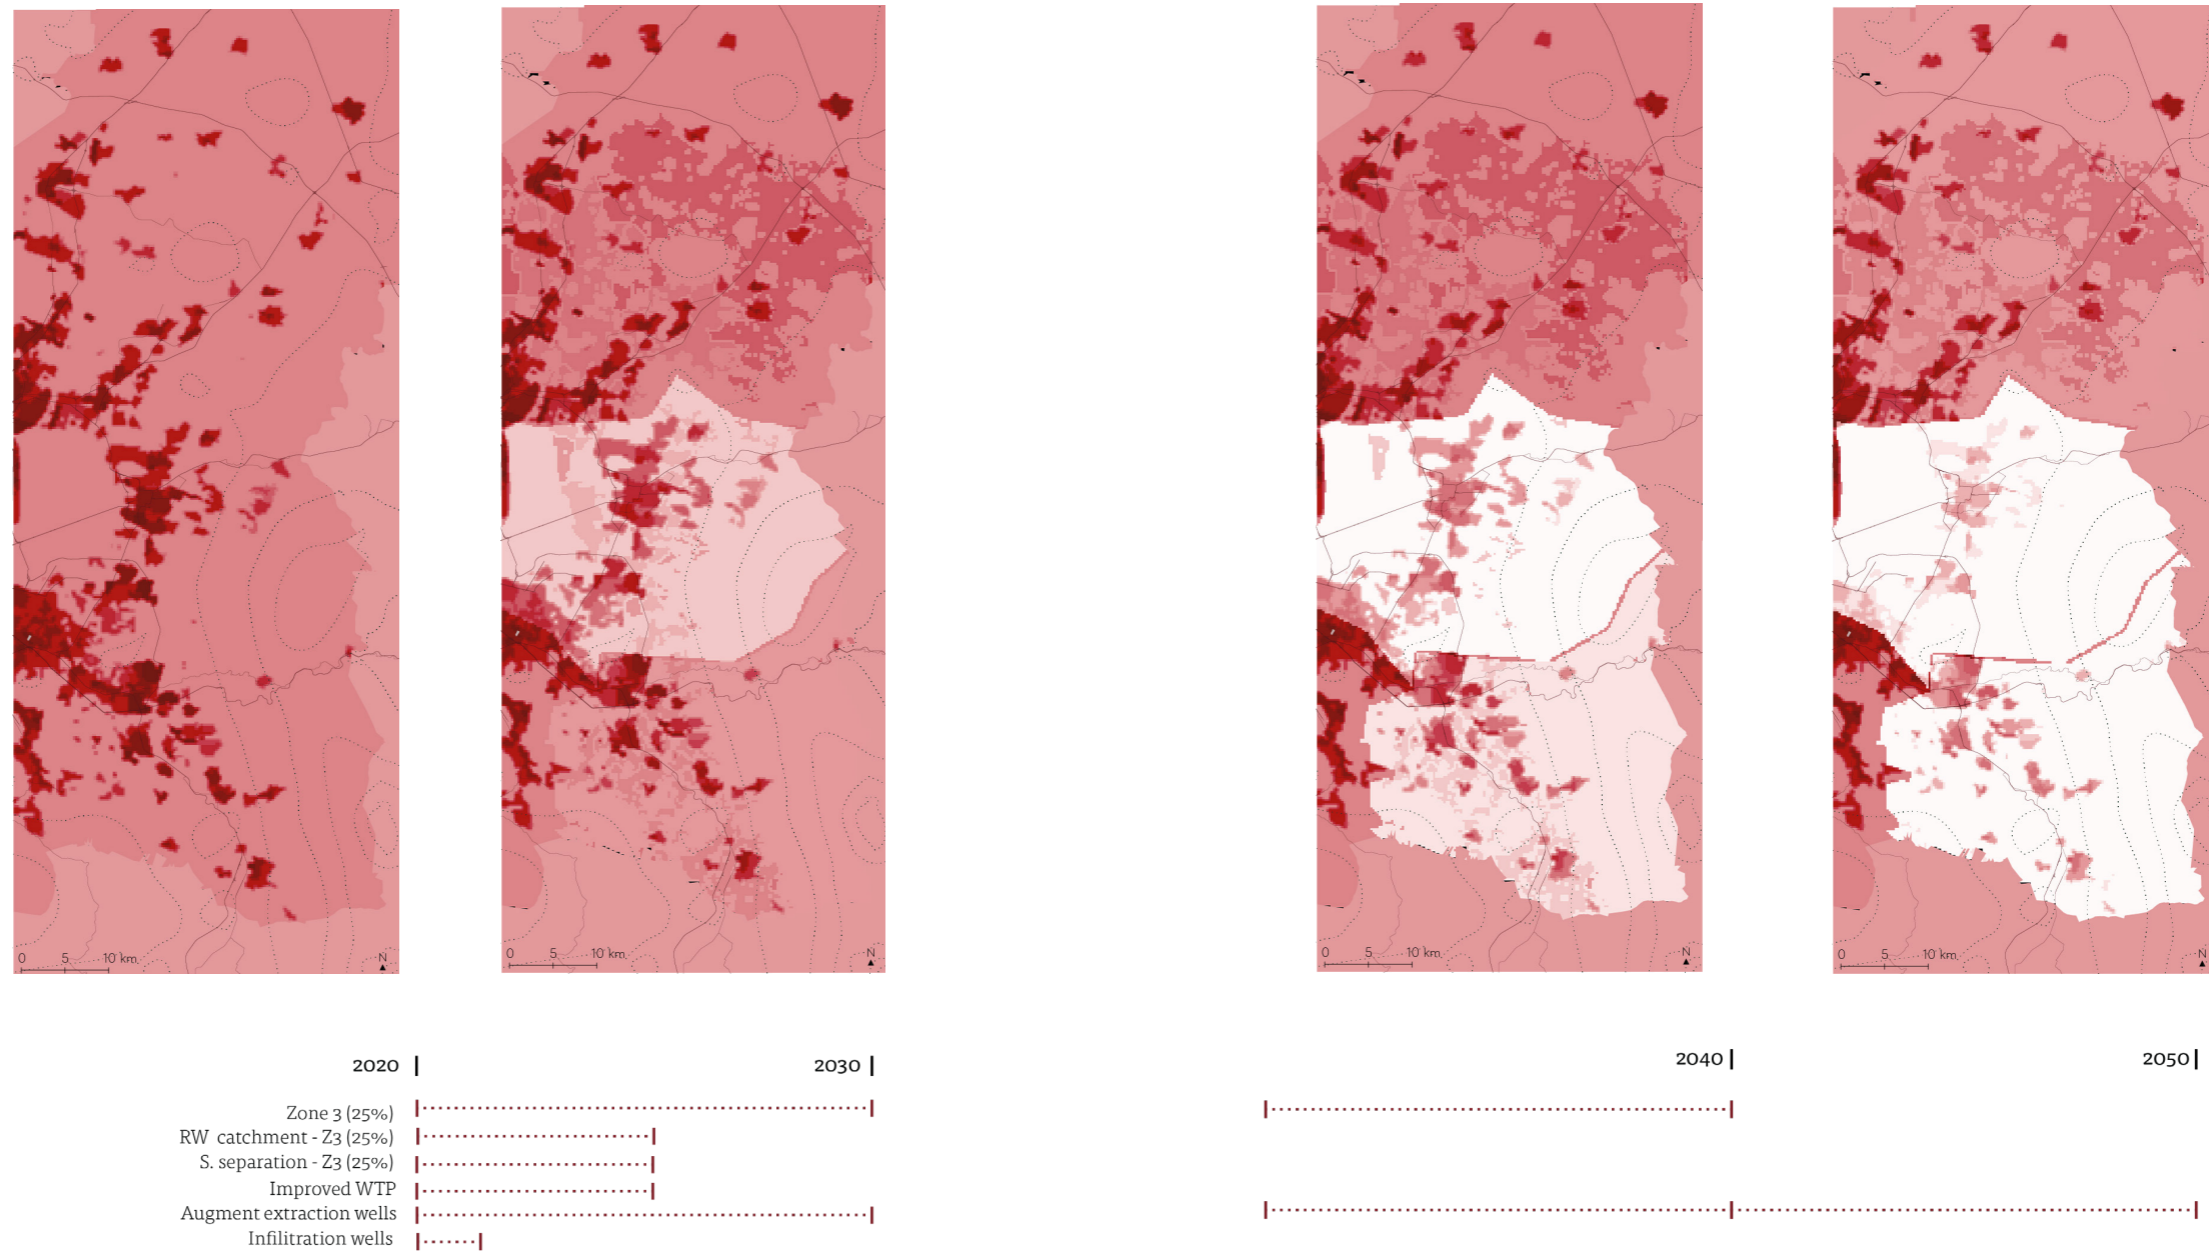 0 5 10 km N
0 5 10 km N
0 5 10 km N
0 5 10 km N
2020
2030
2040
2050
Zone 3 (25%)
RW catchment - Z3 (25%)
S. separation - Z3 (25%)
Improved WTP
Augment extraction wells
Infilitration wells